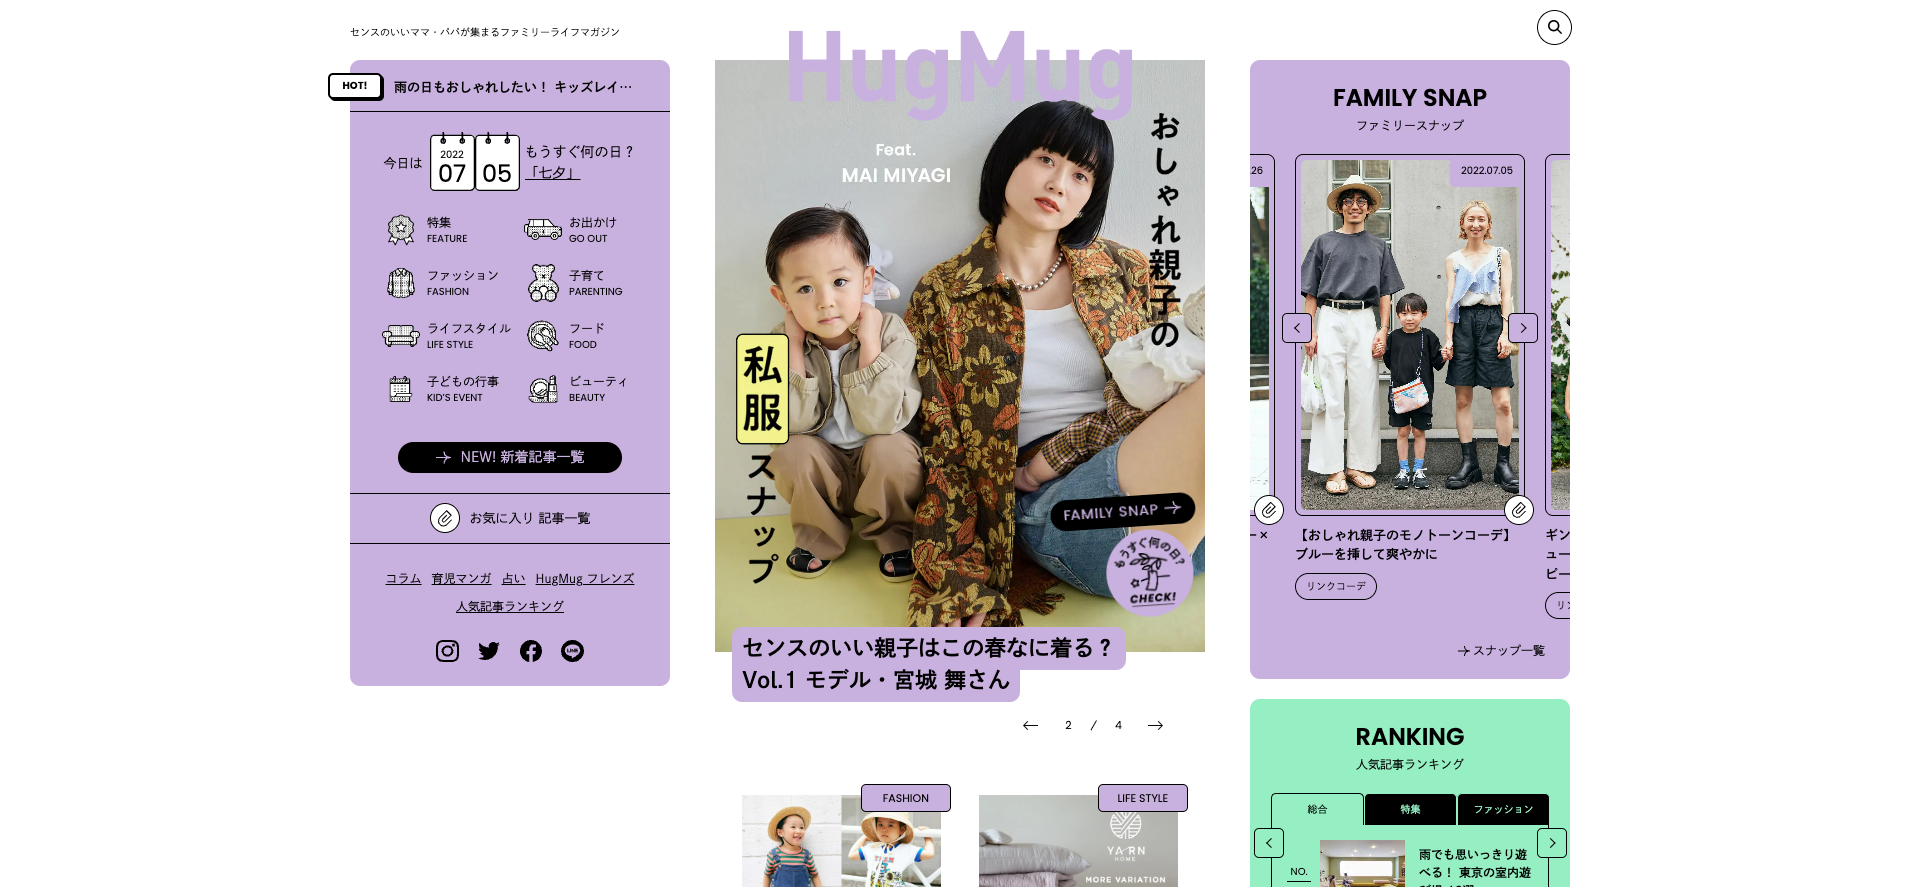 センスのいいママ・パパが集まるファミリーライフマガジン
HOT!
雨の日もおしゃれしたい！ キッズレイ…
今日は
2022
07
05
もうすぐ何の日？
「七夕」
特集
FEATURE
お出かけ
GO OUT
ファッション
FASHION
子育て
PARENTING
ライフスタイル
LIFE STYLE
フード
FOOD
子どもの行事
KID'S EVENT
ビューティ
BEAUTY
NEW! 新着記事一覧
お気に入り 記事一覧
コラム 育児マンガ 占い HugMug フレンズ
人気記事ランキング
LINE
HugMug
Feat.
MAI MIYAGI
おしゃれ親子の
私服
スナップ
FAMILY SNAP
もうすぐ何の日?
CHECK!
センスのいい親子はこの春なに着る？
Vol.1 モデル・宮城 舞さん
2 / 4
FASHION
LIFE STYLE
YARN
HOME
MORE VARIATION
FAMILY SNAP
ファミリースナップ
.26
2022.07.05
ー×
【おしゃれ親子のモノトーンコーデ】
ブルーを挿して爽やかに
リンクコーデ
ギン
ュー
ビー
リン
スナップ一覧
RANKING
人気記事ランキング
総合
特集
ファッション
NO.
雨でも思いっきり遊
べる！ 東京の室内遊